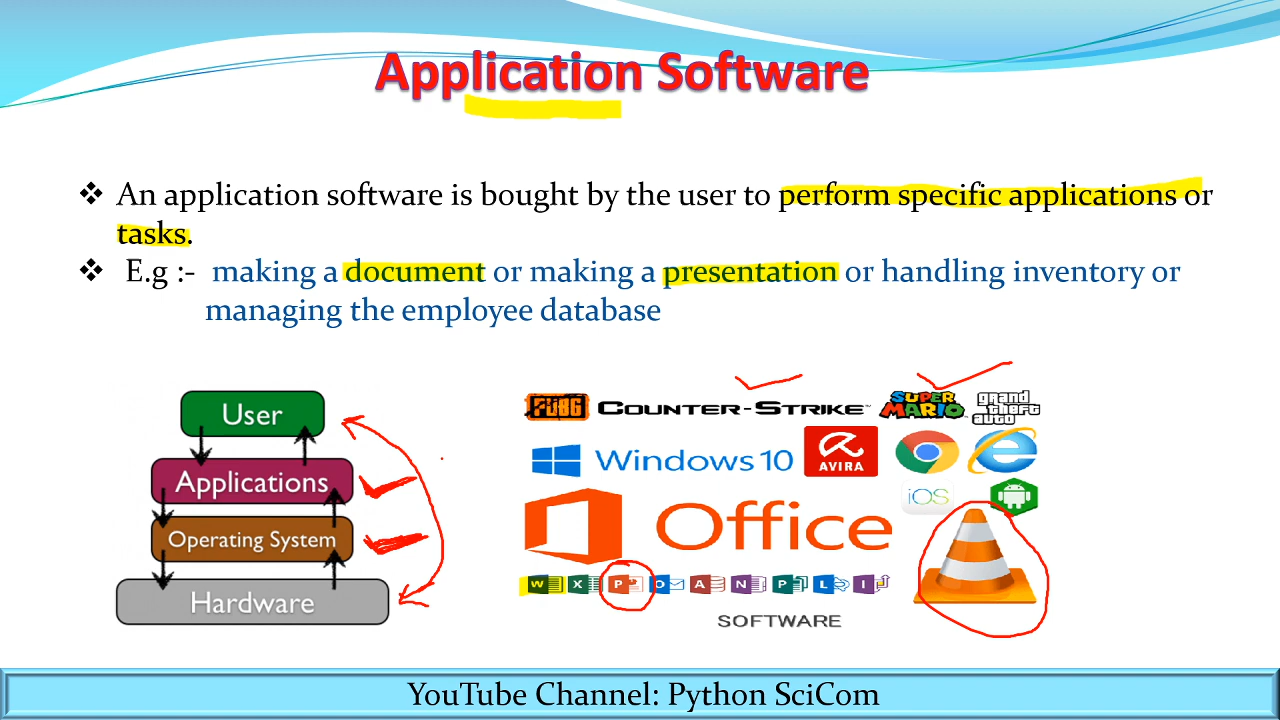 Application Software
❖ An application software is bought by the user to perform specific applications or
tasks.
❖ E.g :- making a document or making a presentation or handling inventory or
managing the employee database
User
Applications
Operating System
Hardware
PUBG COUNTER-STRIKE™ SUPER MARIO grand theft auto
Windows 10 AVIRA
iOS
Office
W X P O A N P L I
SOFTWARE
YouTube Channel: Python SciCom